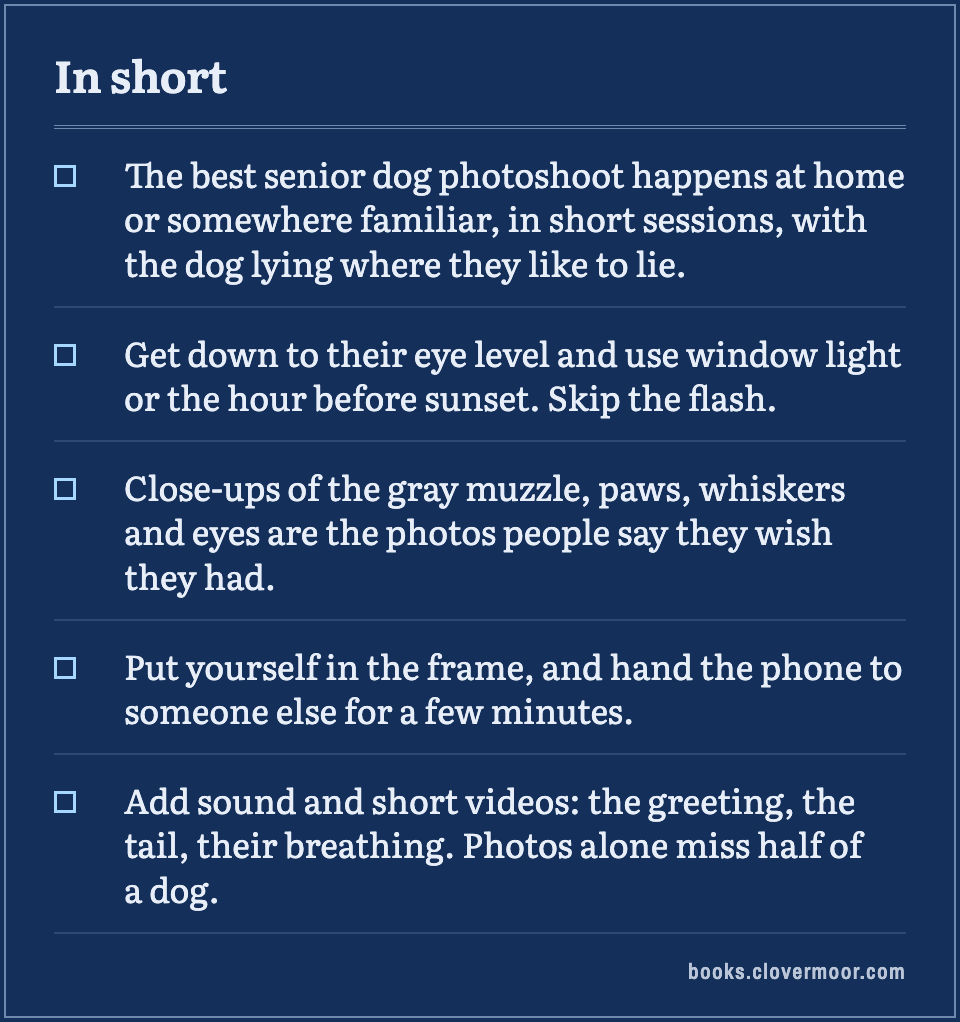 In short
The best senior dog photoshoot happens at home
or somewhere familiar, in short sessions, with
the dog lying where they like to lie.
Get down to their eye level and use window light
or the hour before sunset. Skip the flash.
Close-ups of the gray muzzle, paws, whiskers
and eyes are the photos people say they wish
they had.
Put yourself in the frame, and hand the phone to
someone else for a few minutes.
Add sound and short videos: the greeting, the
tail, their breathing. Photos alone miss half of
a dog.
books.clovermoor.com